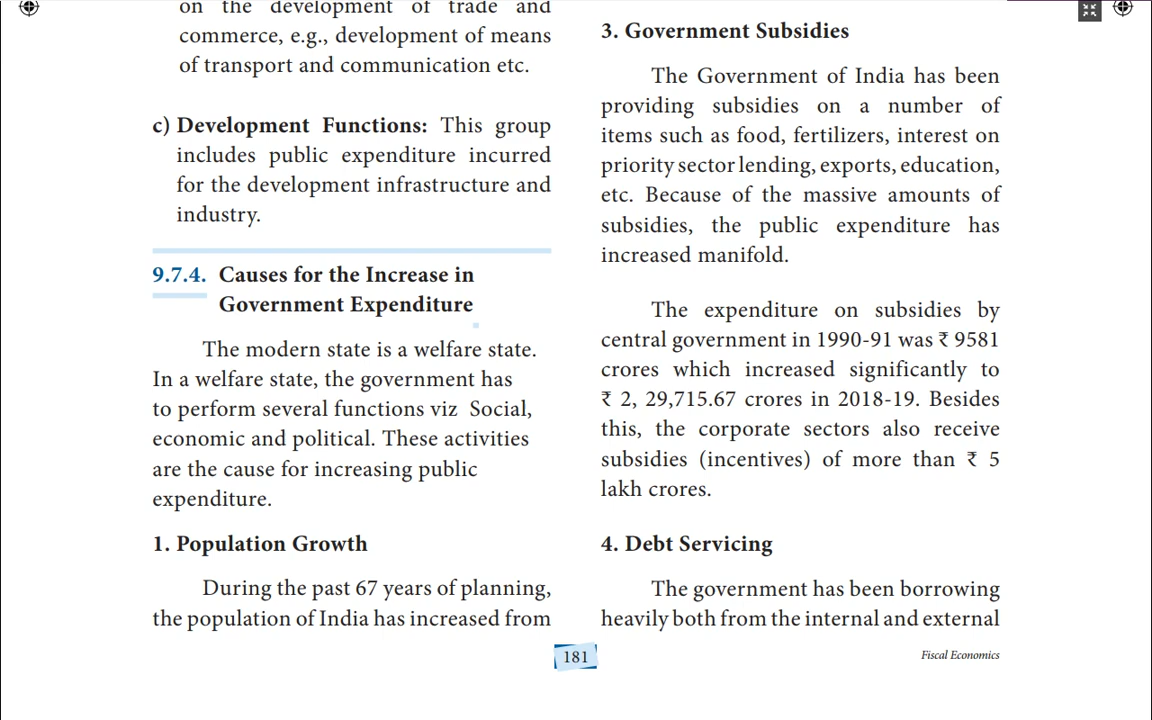 on the development of trade and
commerce, e.g., development of means
of transport and communication etc.
c) Development Functions: This group
includes public expenditure incurred
for the development infrastructure and
industry.
9.7.4. Causes for the Increase in
Government Expenditure
The modern state is a welfare state.
In a welfare state, the government has
to perform several functions viz Social,
economic and political. These activities
are the cause for increasing public
expenditure.
1. Population Growth
During the past 67 years of planning,
the population of India has increased from
3. Government Subsidies
The Government of India has been
providing subsidies on a number of
items such as food, fertilizers, interest on
priority sector lending, exports, education,
etc. Because of the massive amounts of
subsidies, the public expenditure has
increased manifold.
The expenditure on subsidies by
central government in 1990-91 was ₹ 9581
crores which increased significantly to
₹ 2, 29,715.67 crores in 2018-19. Besides
this, the corporate sectors also receive
subsidies (incentives) of more than ₹ 5
lakh crores.
4. Debt Servicing
The government has been borrowing
heavily both from the internal and external
181
Fiscal Economics